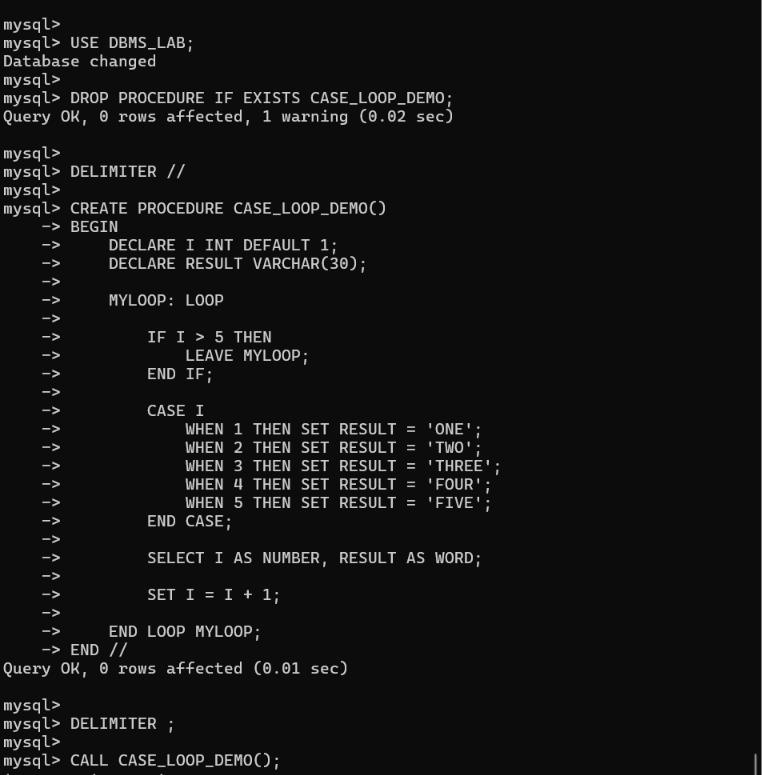 mysql>
mysql> USE DBMS_LAB;
Database changed
mysql>
mysql> DROP PROCEDURE IF EXISTS CASE_LOOP_DEMO;
Query OK, 0 rows affected, 1 warning (0.02 sec)

mysql>
mysql> DELIMITER //
mysql>
mysql> CREATE PROCEDURE CASE_LOOP_DEMO()
    -> BEGIN
    ->     DECLARE I INT DEFAULT 1;
    ->     DECLARE RESULT VARCHAR(30);
    ->
    ->     MYLOOP: LOOP
    ->
    ->         IF I > 5 THEN
    ->             LEAVE MYLOOP;
    ->         END IF;
    ->
    ->         CASE I
    ->             WHEN 1 THEN SET RESULT = 'ONE';
    ->             WHEN 2 THEN SET RESULT = 'TWO';
    ->             WHEN 3 THEN SET RESULT = 'THREE';
    ->             WHEN 4 THEN SET RESULT = 'FOUR';
    ->             WHEN 5 THEN SET RESULT = 'FIVE';
    ->         END CASE;
    ->
    ->         SELECT I AS NUMBER, RESULT AS WORD;
    ->
    ->         SET I = I + 1;
    ->
    ->     END LOOP MYLOOP;
    -> END //
Query OK, 0 rows affected (0.01 sec)

mysql>
mysql> DELIMITER ;
mysql>
mysql> CALL CASE_LOOP_DEMO();